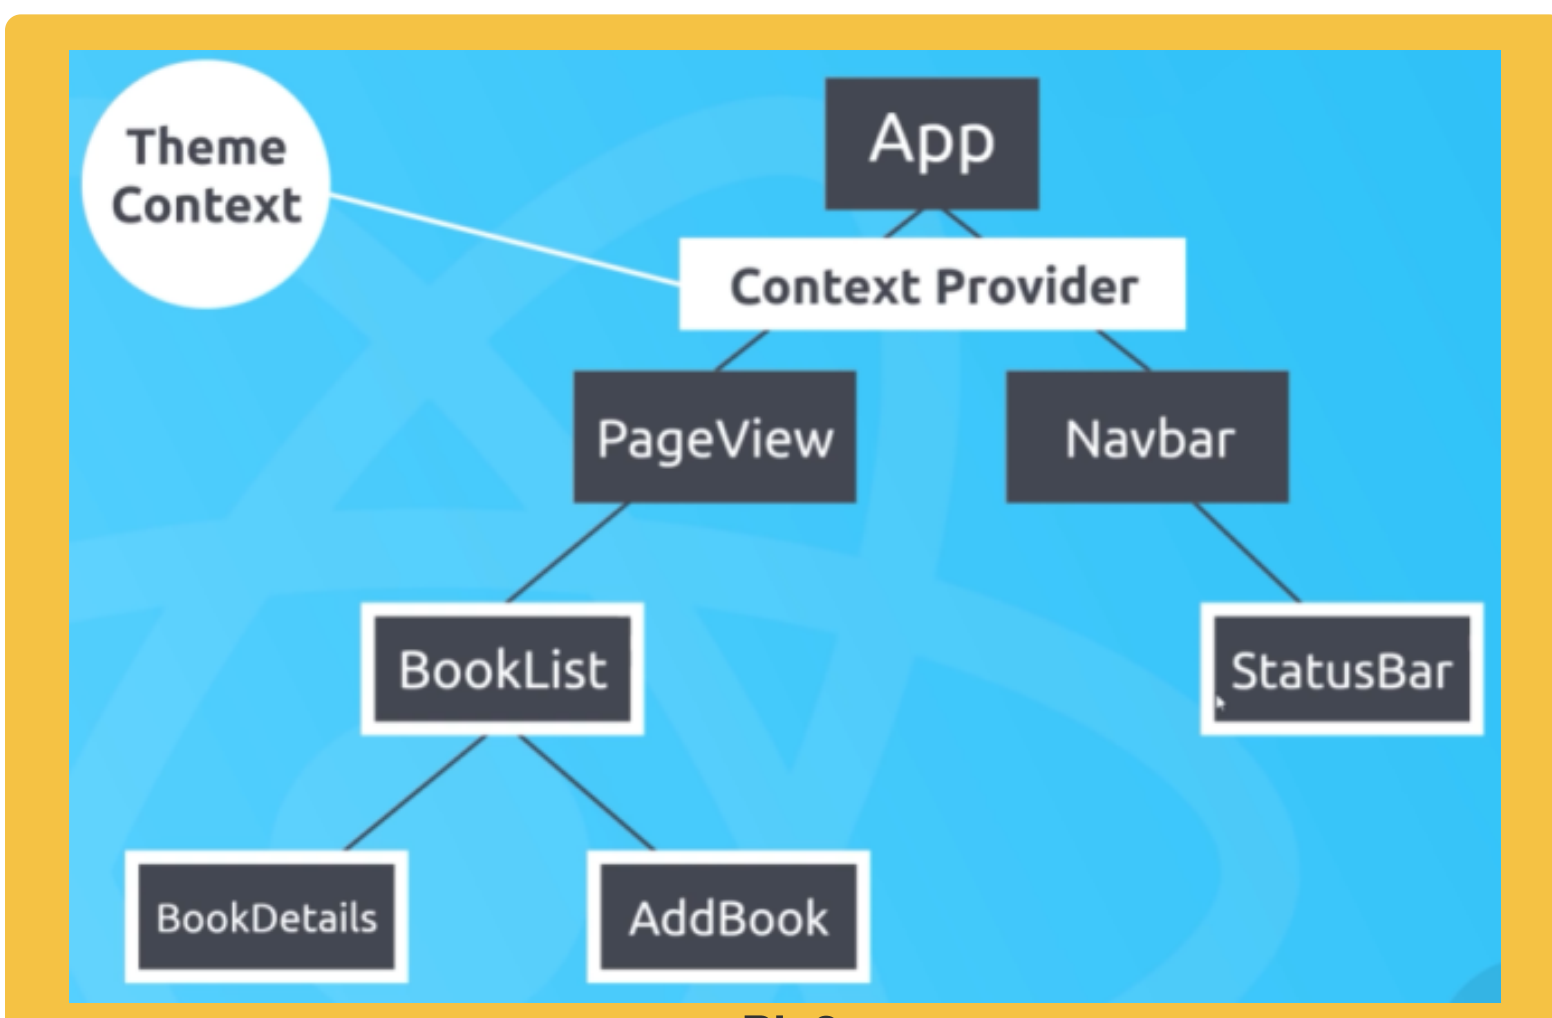 Theme
Context
App
Context Provider
PageView
Navbar
BookList
StatusBar
BookDetails
AddBook